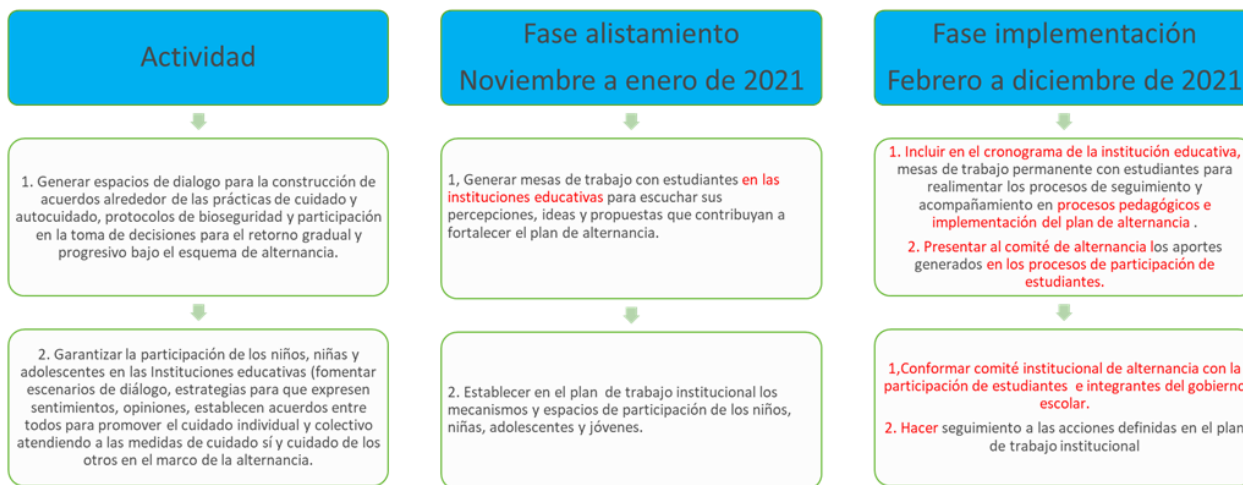 Actividad
1. Generar espacios de dialogo para la construcción de
acuerdos alrededor de las prácticas de cuidado y
autocuidado, protocolos de bioseguridad y participación
en la toma de decisiones para el retorno gradual y
progresivo bajo el esquema de alternancia.
2. Garantizar la participación de los niños, niñas y
adolescentes en las Instituciones educativas (fomentar
escenarios de diálogo, estrategias para que expresen
sentimientos, opiniones, establecen acuerdos entre
todos para promover el cuidado individual y colectivo
atendiendo a las medidas de cuidado sí y cuidado de los
otros en el marco de la alternancia.
Fase alistamiento
Noviembre a enero de 2021
1, Generar mesas de trabajo con estudiantes en las
instituciones educativas para escuchar sus
percepciones, ideas y propuestas que contribuyan a
fortalecer el plan de alternancia.
2. Establecer en el plan de trabajo institucional los
mecanismos y espacios de participación de los niños,
niñas, adolescentes y jóvenes.
Fase implementación
Febrero a diciembre de 2021
1. Incluir en el cronograma de la institución educativa,
mesas de trabajo permanente con estudiantes para
realimentar los procesos de seguimiento y
acompañamiento en procesos pedagógicos e
implementación del plan de alternancia .
2. Presentar al comité de alternancia los aportes
generados en los procesos de participación de
estudiantes.
1,Conformar comité institucional de alternancia con la
participación de estudiantes e integrantes del gobierno
escolar.
2. Hacer seguimiento a las acciones definidas en el plan
de trabajo institucional